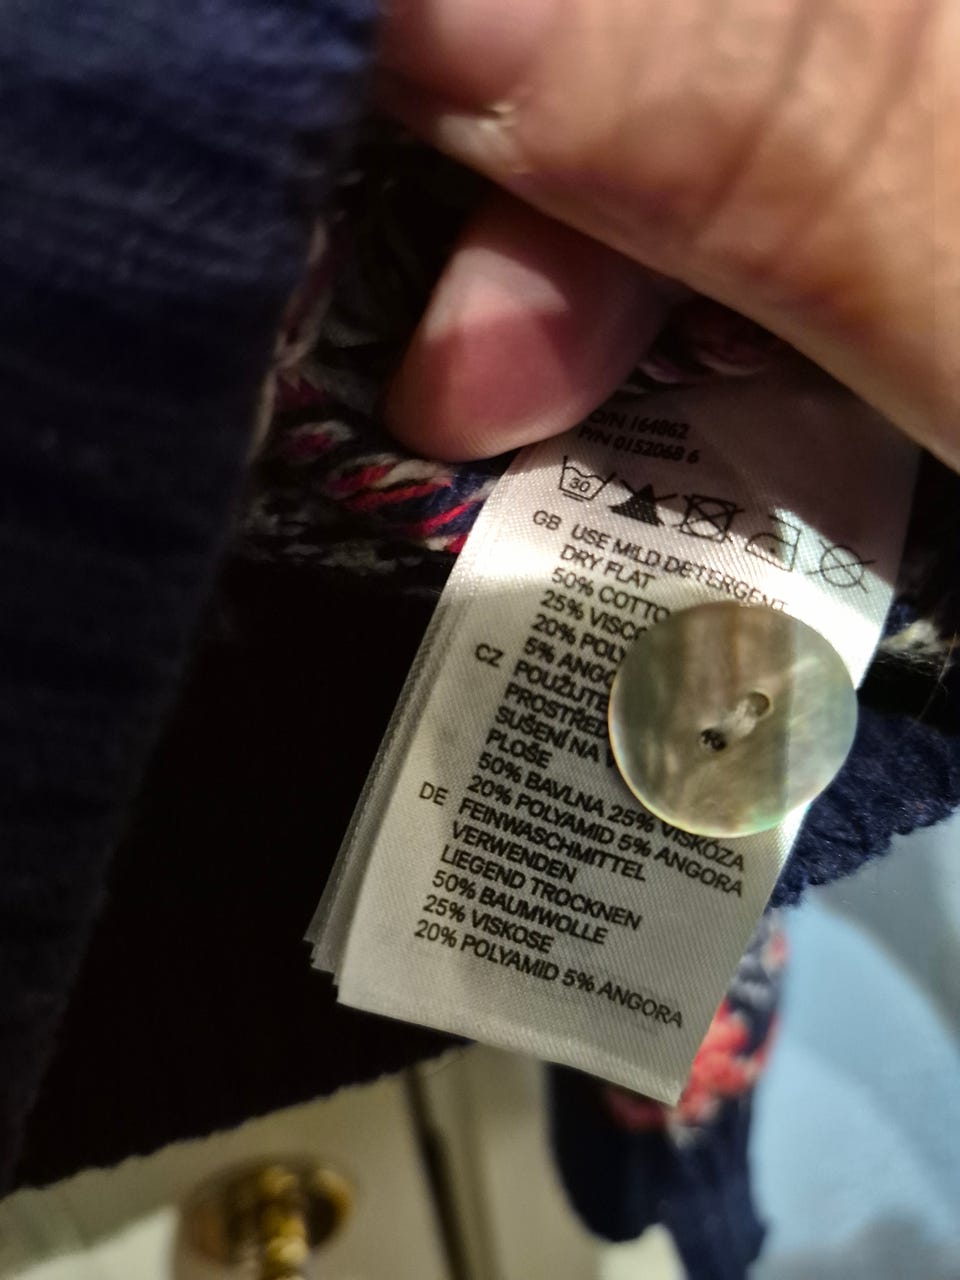 O/N 164862
P/N 0152068 6
30
GB USE MILD DETERGENT
DRY FLAT
50% COTTO
25% VISCO
20% POLY
5% ANGO
CZ POUŽIJTE
PROSTŘED
SUŠENÍ NA
PLOŠE
50% BAVLNA 25% VISKÓZA
20% POLYAMID 5% ANGORA
DE FEINWASCHMITTEL
VERWENDEN
LIEGEND TROCKNEN
50% BAUMWOLLE
25% VISKOSE
20% POLYAMID 5% ANGORA